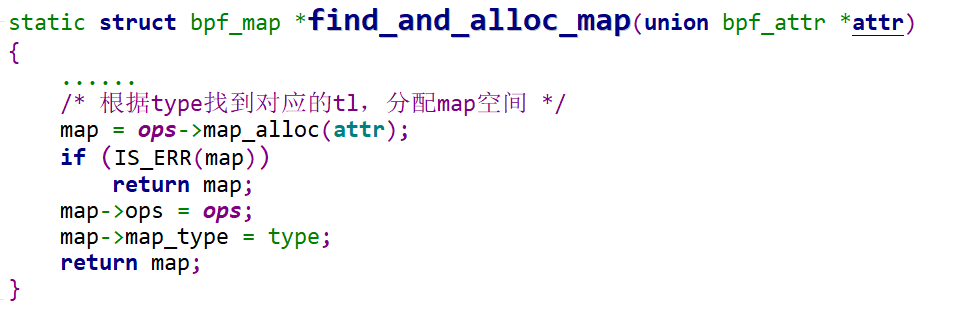 static struct bpf_map *find_and_alloc_map(union bpf_attr *attr)
{
    ......
    /* 根据type找到对应的tl，分配map空间 */
    map = ops->map_alloc(attr);
    if (IS_ERR(map))
        return map;
    map->ops = ops;
    map->map_type = type;
    return map;
}